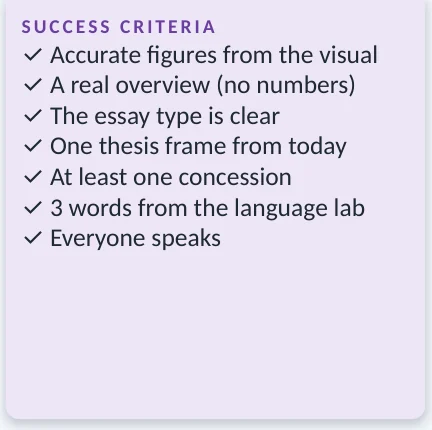 SUCCESS CRITERIA
✓ Accurate figures from the visual
✓ A real overview (no numbers)
✓ The essay type is clear
✓ One thesis frame from today
✓ At least one concession
✓ 3 words from the language lab
✓ Everyone speaks